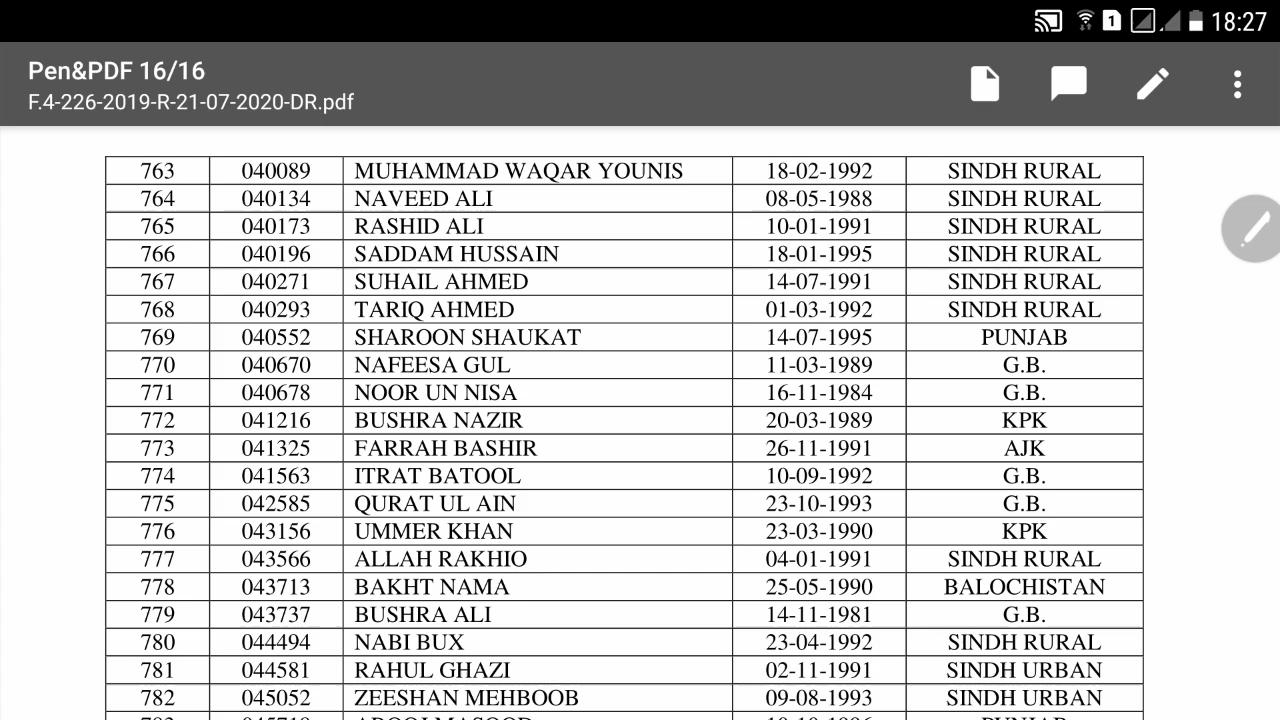 1 18:27
Pen&PDF 16/16
F.4-226-2019-R-21-07-2020-DR.pdf
763 040089 MUHAMMAD WAQAR YOUNIS 18-02-1992 SINDH RURAL
764 040134 NAVEED ALI 08-05-1988 SINDH RURAL
765 040173 RASHID ALI 10-01-1991 SINDH RURAL
766 040196 SADDAM HUSSAIN 18-01-1995 SINDH RURAL
767 040271 SUHAIL AHMED 14-07-1991 SINDH RURAL
768 040293 TARIQ AHMED 01-03-1992 SINDH RURAL
769 040552 SHAROON SHAUKAT 14-07-1995 PUNJAB
770 040670 NAFEESA GUL 11-03-1989 G.B.
771 040678 NOOR UN NISA 16-11-1984 G.B.
772 041216 BUSHRA NAZIR 20-03-1989 KPK
773 041325 FARRAH BASHIR 26-11-1991 AJK
774 041563 ITRAT BATOOL 10-09-1992 G.B.
775 042585 QURAT UL AIN 23-10-1993 G.B.
776 043156 UMMER KHAN 23-03-1990 KPK
777 043566 ALLAH RAKHIO 04-01-1991 SINDH RURAL
778 043713 BAKHT NAMA 25-05-1990 BALOCHISTAN
779 043737 BUSHRA ALI 14-11-1981 G.B.
780 044494 NABI BUX 23-04-1992 SINDH RURAL
781 044581 RAHUL GHAZI 02-11-1991 SINDH URBAN
782 045052 ZEESHAN MEHBOOB 09-08-1993 SINDH URBAN